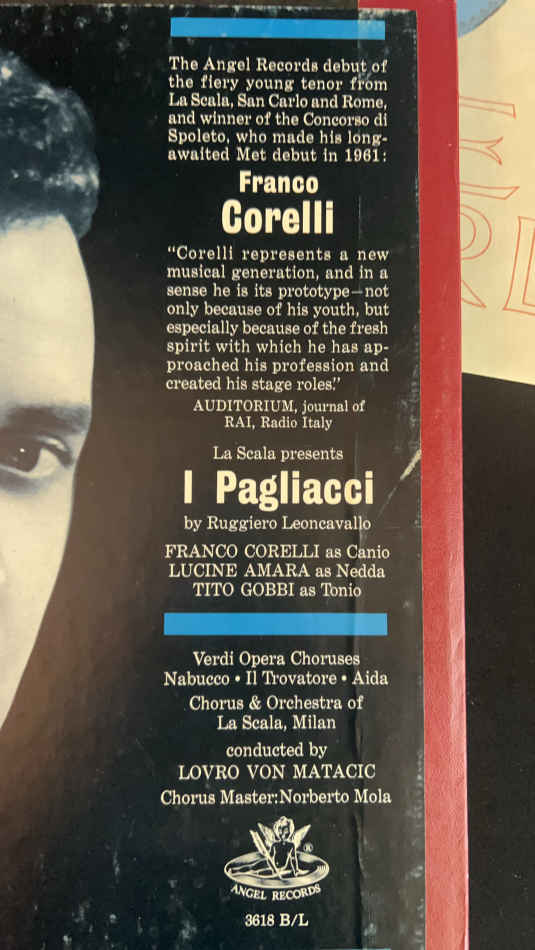 The Angel Records debut of
the fiery young tenor from
La Scala, San Carlo and Rome,
and winner of the Concorso di
Spoleto, who made his long-
awaited Met debut in 1961:
Franco
Corelli
“Corelli represents a new
musical generation, and in a
sense he is its prototype—not
only because of his youth, but
especially because of the fresh
spirit with which he has ap-
proached his profession and
created his stage roles.”
AUDITORIUM, journal of
RAI, Radio Italy
La Scala presents
I Pagliacci
by Ruggiero Leoncavallo
FRANCO CORELLI as Canio
LUCINE AMARA as Nedda
TITO GOBBI as Tonio
Verdi Opera Choruses
Nabucco • Il Trovatore • Aida
Chorus & Orchestra of
La Scala, Milan
conducted by
LOVRO VON MATACIC
Chorus Master:Norberto Mola
®
ANGEL RECORDS
3618 B/L